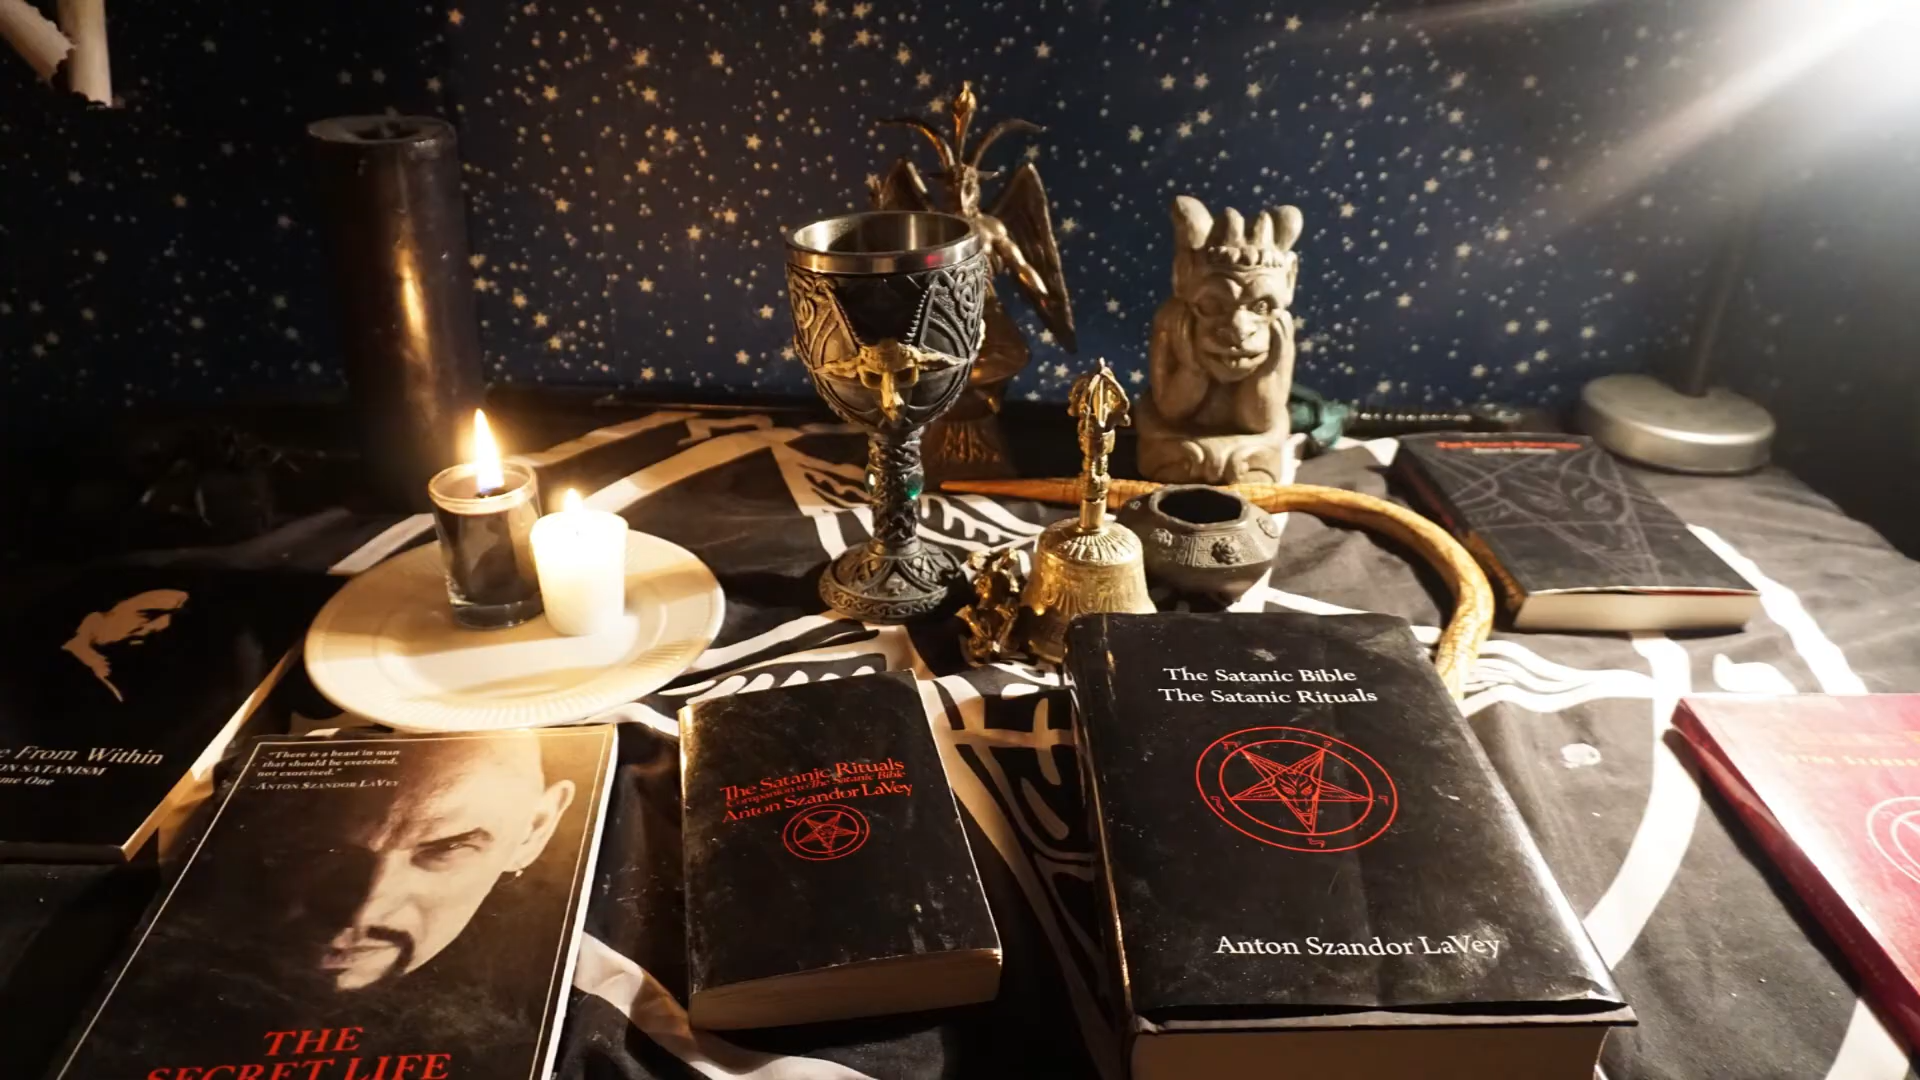 e From Within
ON SATANISM
me One
"There is a beast in man
that should be exercised,
not exorcised."
-ANTON SZANDOR LAVEY
THE
SECRET LIFE
The Satanic Rituals
Companion to The Satanic Bible
Anton Szandor LaVey
The Satanic Bible
The Satanic Rituals
Anton Szandor LaVey